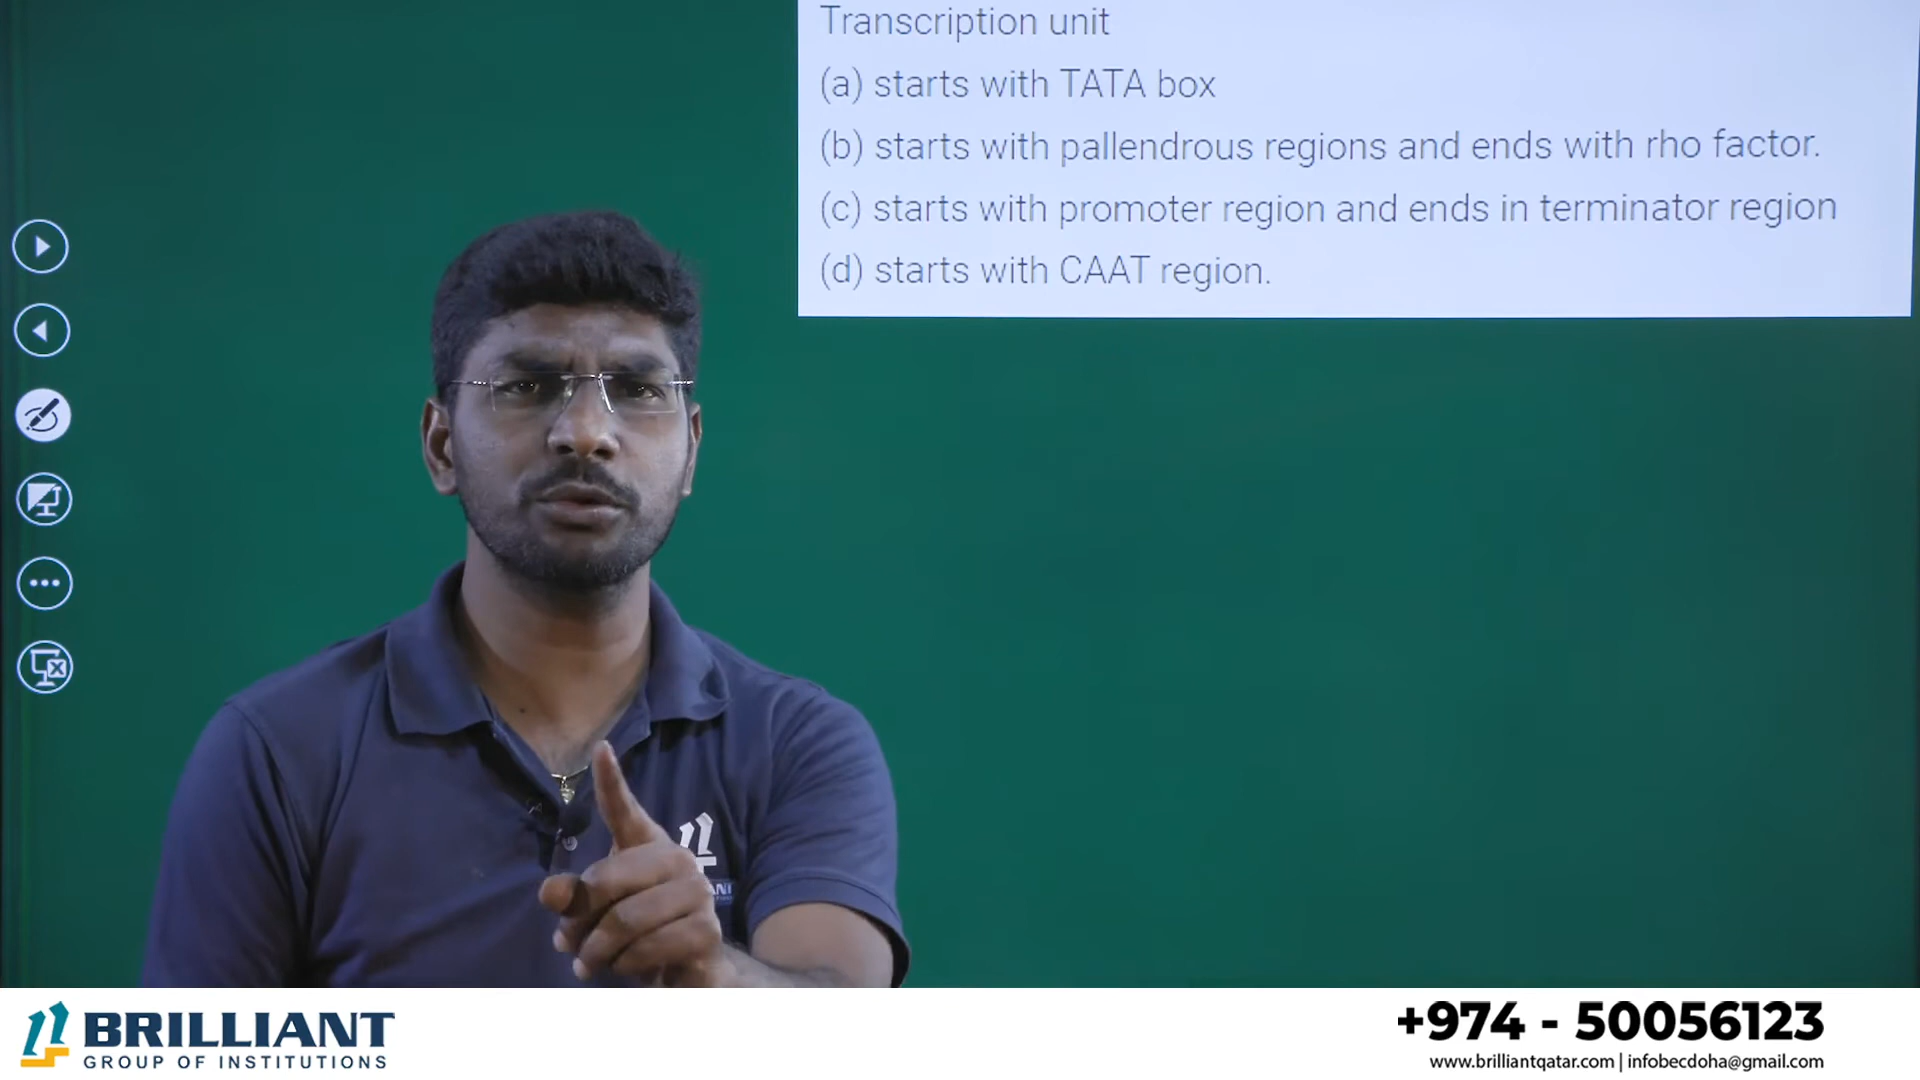 Transcription unit
(a) starts with TATA box
(b) starts with pallendrous regions and ends with rho factor.
(c) starts with promoter region and ends in terminator region
(d) starts with CAAT region.
BRILLIANT
GROUP OF INSTITUTIONS
+974 - 50056123
www.brilliantqatar.com | infobecdoha@gmail.com